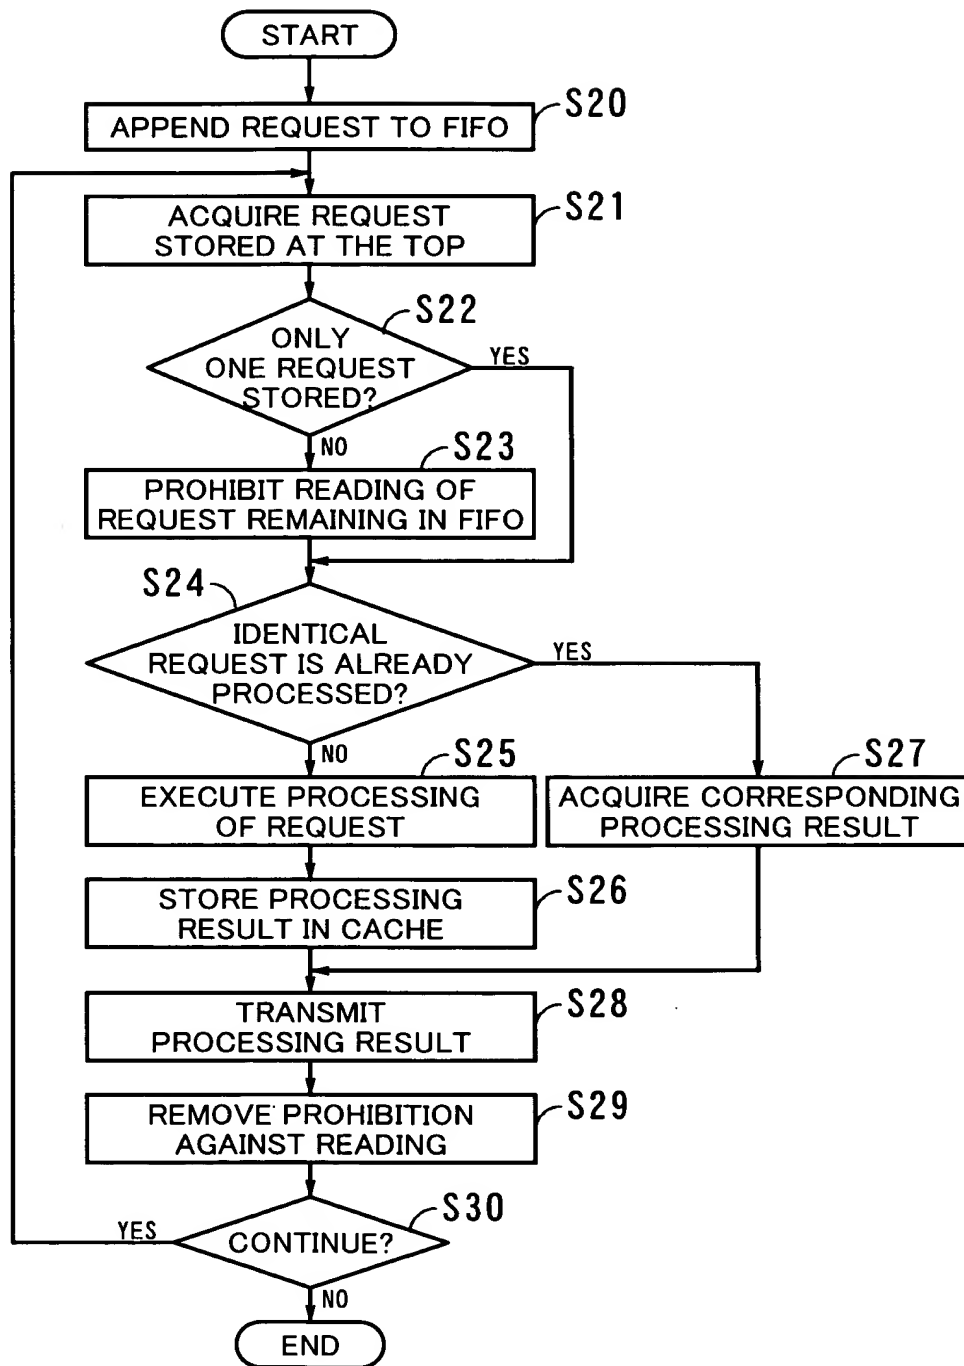 START
S20
APPEND REQUEST TO FIFO
S21
ACQUIRE REQUEST
STORED AT THE TOP
S22
ONLY
ONE REQUEST
STORED?
YES
NO
S23
PROHIBIT READING OF
REQUEST REMAINING IN FIFO
S24
IDENTICAL
REQUEST IS ALREADY
PROCESSED?
YES
NO
S25
EXECUTE PROCESSING
OF REQUEST
S27
ACQUIRE CORRESPONDING
PROCESSING RESULT
S26
STORE PROCESSING
RESULT IN CACHE
S28
TRANSMIT
PROCESSING RESULT
S29
REMOVE PROHIBITION
AGAINST READING
S30
YES
CONTINUE?
NO
END